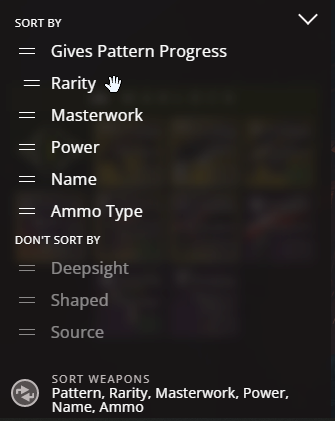 SORT BY
Gives Pattern Progress
Rarity
Masterwork
Power
Name
Ammo Type
DON'T SORT BY
Deepsight
Shaped
Source
SORT WEAPONS
Pattern, Rarity, Masterwork, Power,
Name, Ammo